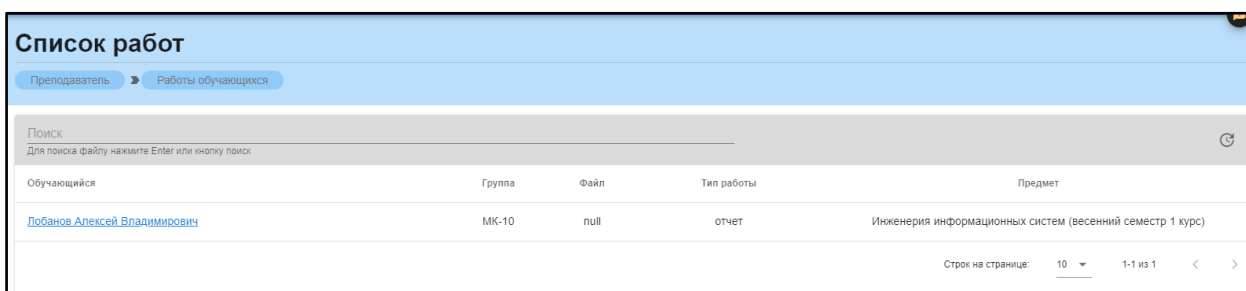 Список работ
Преподаватель Работы обучающихся
Поиск
Для поиска файлу нажмите Enter или кнопку поиск
Обучающийся Группа Файл Тип работы Предмет
Лобанов Алексей Владимирович МК-10 null отчет Инженерия информационных систем (весенний семестр 1 курс)
Строк на странице: 10 1-1 из 1